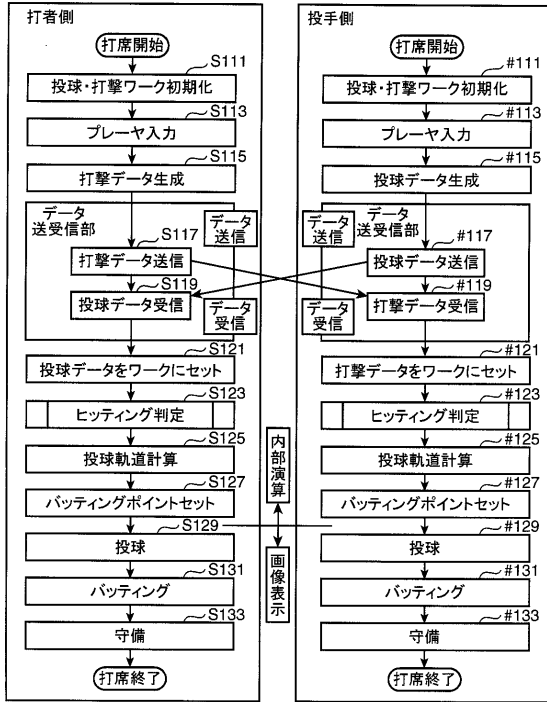 打者側
打席開始
S111
投球・打撃ワーク初期化
S113
プレーヤ入力
S115
打撃データ生成
データ
送受信部
データ
送信
S117
打撃データ送信
S119
投球データ受信
データ
受信
S121
投球データをワークにセット
S123
ヒッティング判定
S125
投球軌道計算
S127
バッティングポイントセット
S129
投球
S131
バッティング
S133
守備
打席終了
内部演算
画像表示
投手側
打席開始
#111
投球・打撃ワーク初期化
#113
プレーヤ入力
#115
投球データ生成
データ
送信
データ
送受信部
#117
投球データ送信
#119
打撃データ受信
データ
受信
#121
打撃データをワークにセット
#123
ヒッティング判定
#125
投球軌道計算
#127
バッティングポイントセット
#129
投球
#131
バッティング
#133
守備
打席終了